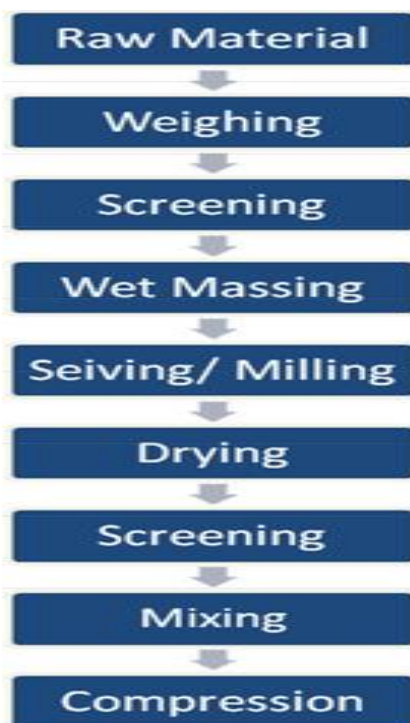 Raw Material
Weighing
Screening
Wet Massing
Seiving/ Milling
Drying
Screening
Mixing
Compression